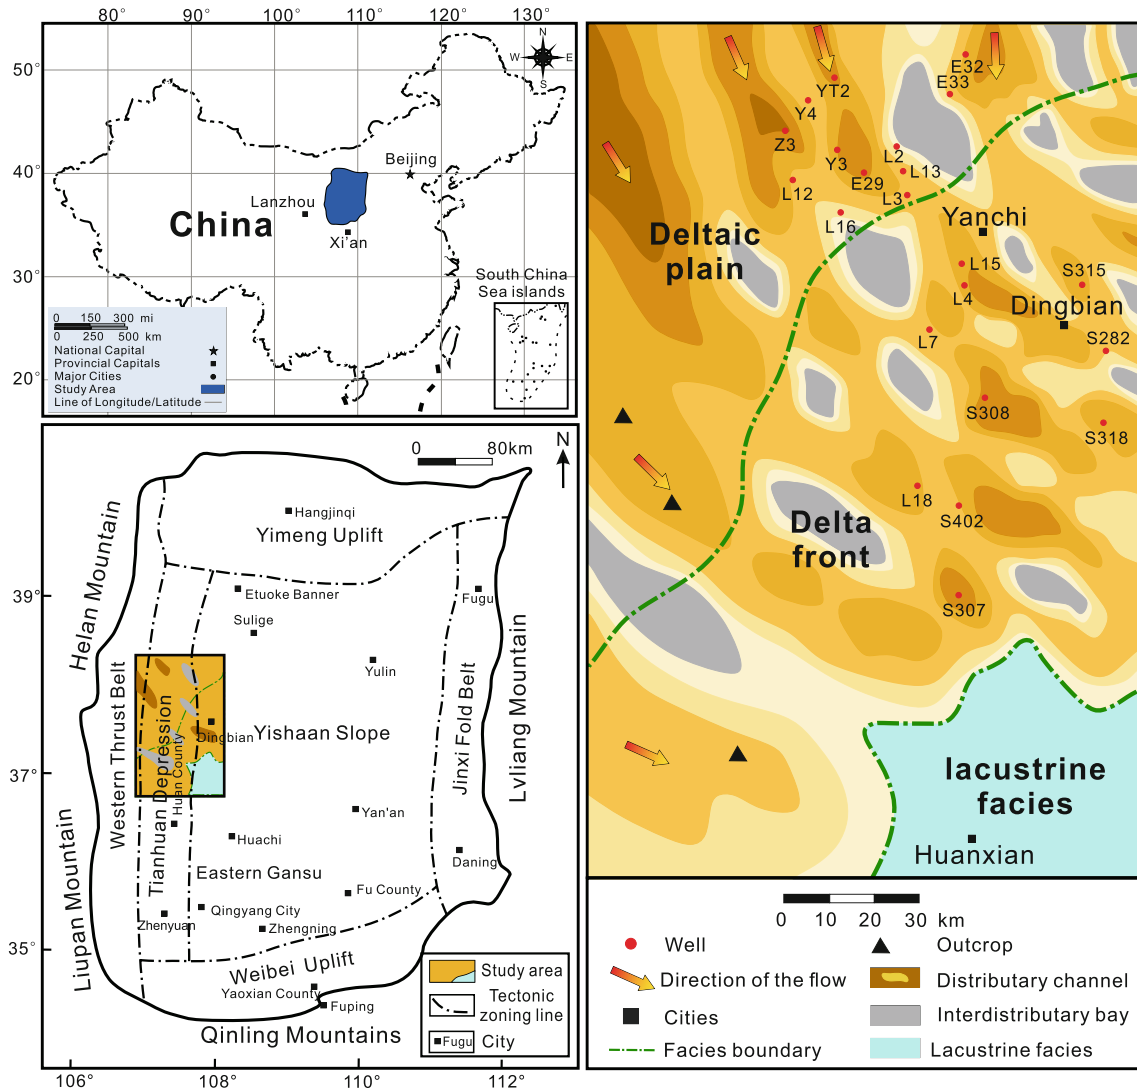 80° 90° 100° 110° 120° 130°
50°
40°
30°
20°
N
W E
S
Beijing
Lanzhou
China
Xi'an
South China
Sea islands
0 150 300 mi
0 250 500 km
National Capital
Provincial Capitals
Major Cities
Study Area
Line of Longitude/Latitude
0 80km
N
Hangjinqi
Yimeng Uplift
Helan Mountain
39°
Etuoke Banner
Fugu
Sulige
Yulin
Western Thrust Belt
Tianhuan Depression
Huan County
Dingbian
Yishaan Slope
Jinxi Fold Belt
Lvliang Mountain
37°
Yan'an
Huachi
Daning
Liupan Mountain
Eastern Gansu
Fu County
Qingyang City
Zhenyuan
Zhengning
35°
Weibei Uplift
Yaoxian County
Fuping
Qinling Mountains
Study area
Tectonic
zoning line
Fugu City
106° 108° 110° 112°
E32
E33
YT2
Y4
Z3
Y3
L2
L13
E29
L12
L3
L16
Yanchi
Deltaic
plain
L15
S315
L4
Dingbian
L7
S282
S308
S318
L18
S402
Delta
front
S307
lacustrine
facies
Huanxian
0 10 20 30 km
Well
Outcrop
Direction of the flow
Distributary channel
Cities
Interdistributary bay
Facies boundary
Lacustrine facies